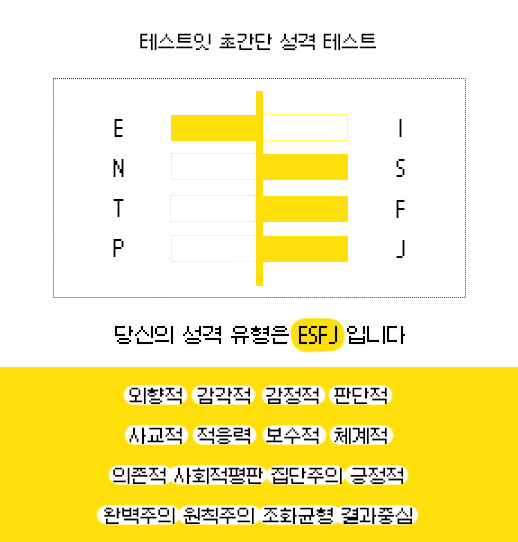 테스트잇 초간단 성격 테스트
E I
N S
T F
P J
당신의 성격 유형은 ESFJ 입니다
외향적 감각적 감정적 판단적
사교적 적응력 보수적 체계적
의존적 사회적평판 집단주의 긍정적
완벽주의 원칙주의 조화균형 결과중심